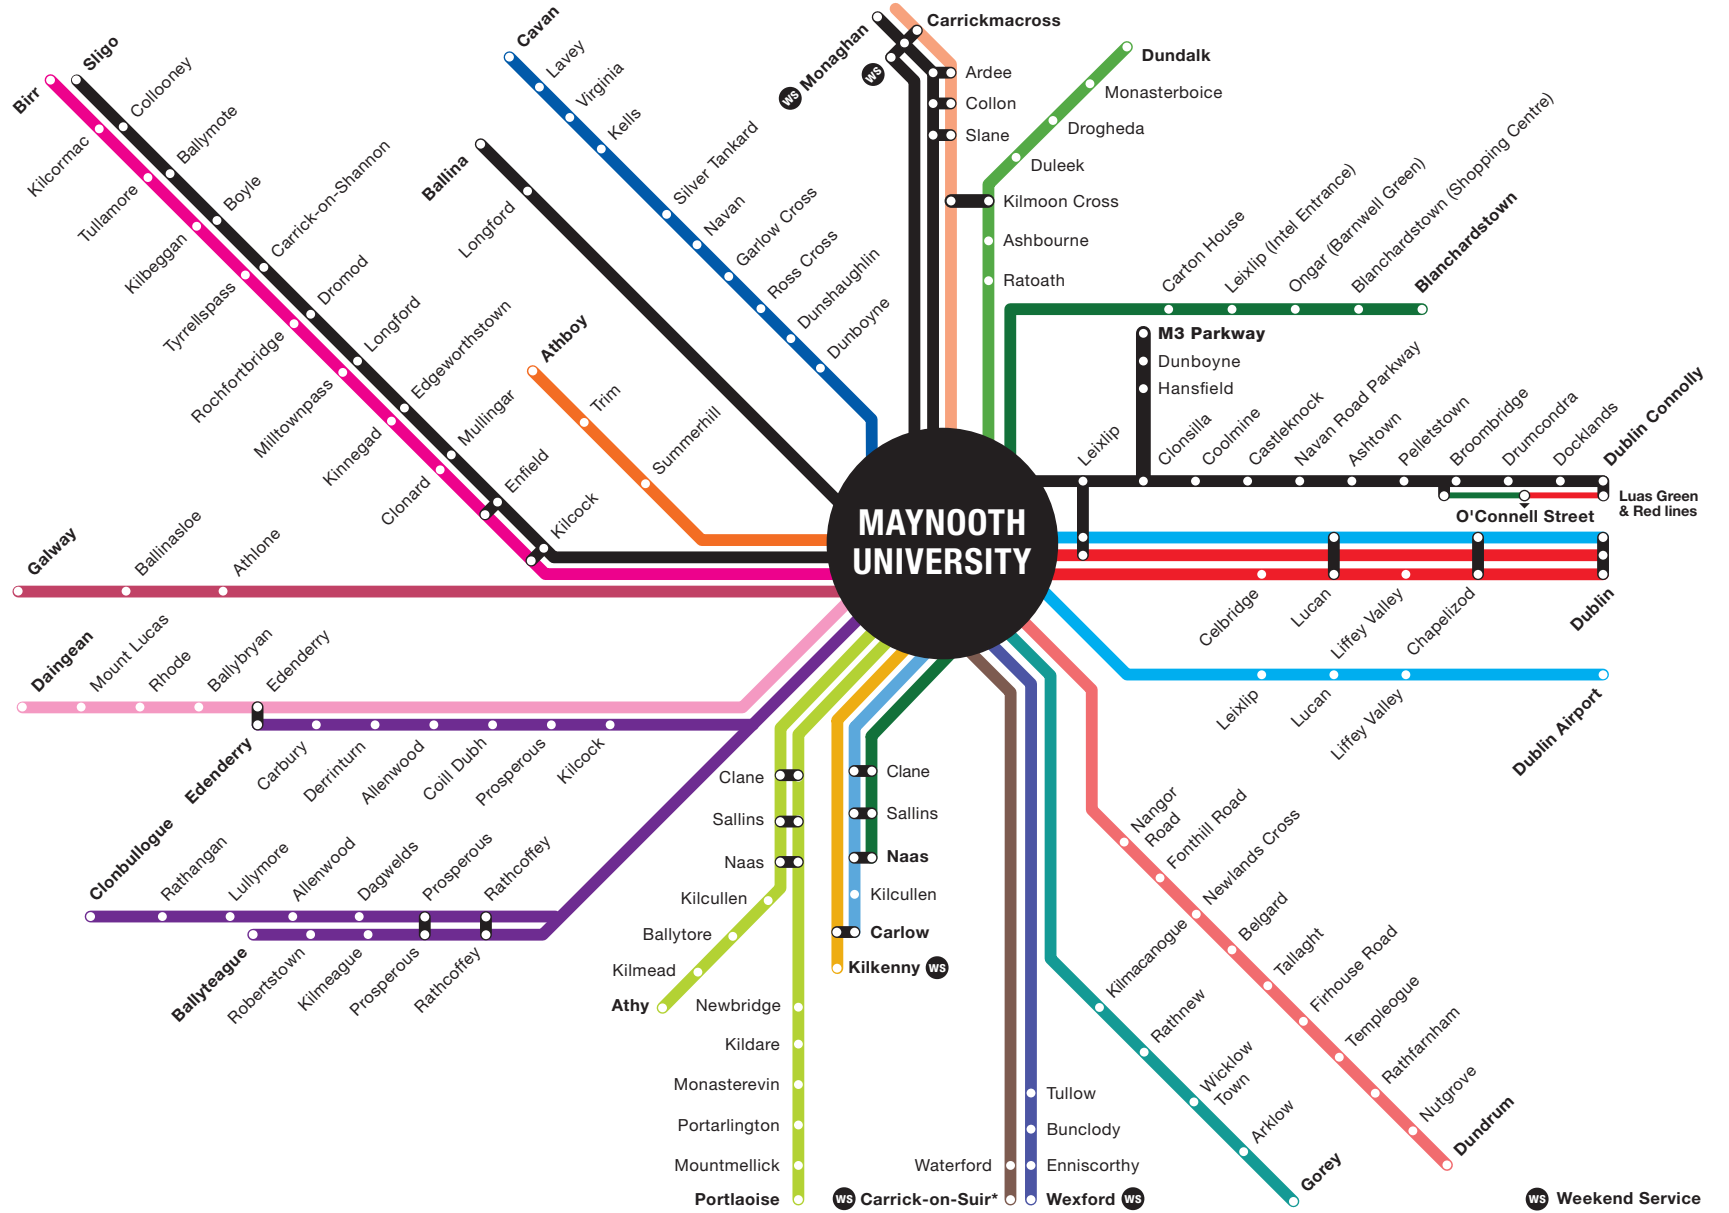 Birr
Kilcormac
Tullamore
Kilbeggan
Tyrrellspass
Rochfortbridge
Milltownpass
Kinnegad
Clonard
Sligo
Collooney
Ballymote
Boyle
Carrick-on-Shannon
Dromod
Longford
Edgeworthstown
Mullingar
Enfield
Kilcock
Ballina
Longford
Cavan
Lavey
Virginia
Kells
Silver Tankard
Navan
Garlow Cross
Ross Cross
Dunshaughlin
Dunboyne
Athboy
Trim
Summerhill
WS Monaghan
WS
Carrickmacross
Ardee
Collon
Slane
Dundalk
Monasterboice
Drogheda
Duleek
Kilmoon Cross
Ashbourne
Ratoath
Carton House
Leixlip (Intel Entrance)
Ongar (Barnwell Green)
Blanchardstown (Shopping Centre)
Blanchardstown
M3 Parkway
Dunboyne
Hansfield
Leixlip
Clonsilla
Coolmine
Castleknock
Navan Road Parkway
Ashtown
Pelletstown
Broombridge
Drumcondra
Docklands
Dublin Connolly
Luas Green
& Red lines
O'Connell Street
MAYNOOTH
UNIVERSITY
Celbridge
Lucan
Liffey Valley
Chapelizod
Dublin
Leixlip
Lucan
Liffey Valley
Dublin Airport
Galway
Ballinasloe
Athlone
Daingean
Mount Lucas
Rhode
Ballybryan
Edenderry
Edenderry
Carbury
Derrinturn
Allenwood
Coill Dubh
Prosperous
Kilcock
Clonbullogue
Rathangan
Lullymore
Allenwood
Dagwelds
Prosperous
Rathcoffey
Ballyteague
Robertstown
Kilmeague
Prosperous
Rathcoffey
Clane
Sallins
Naas
Kilcullen
Ballytore
Kilmead
Athy
Newbridge
Kildare
Monasterevin
Portarlington
Mountmellick
Portlaoise
Clane
Sallins
Naas
Kilcullen
Carlow
Kilkenny WS
Waterford
WS Carrick-on-Suir*
Tullow
Bunclody
Enniscorthy
Wexford WS
Kilmacanogue
Rathnew
Wicklow
Town
Arklow
Gorey
Nangor
Road
Fonthill Road
Newlands Cross
Belgard
Tallaght
Firhouse Road
Templeogue
Rathfarnham
Nutgrove
Dundrum
WS Weekend Service